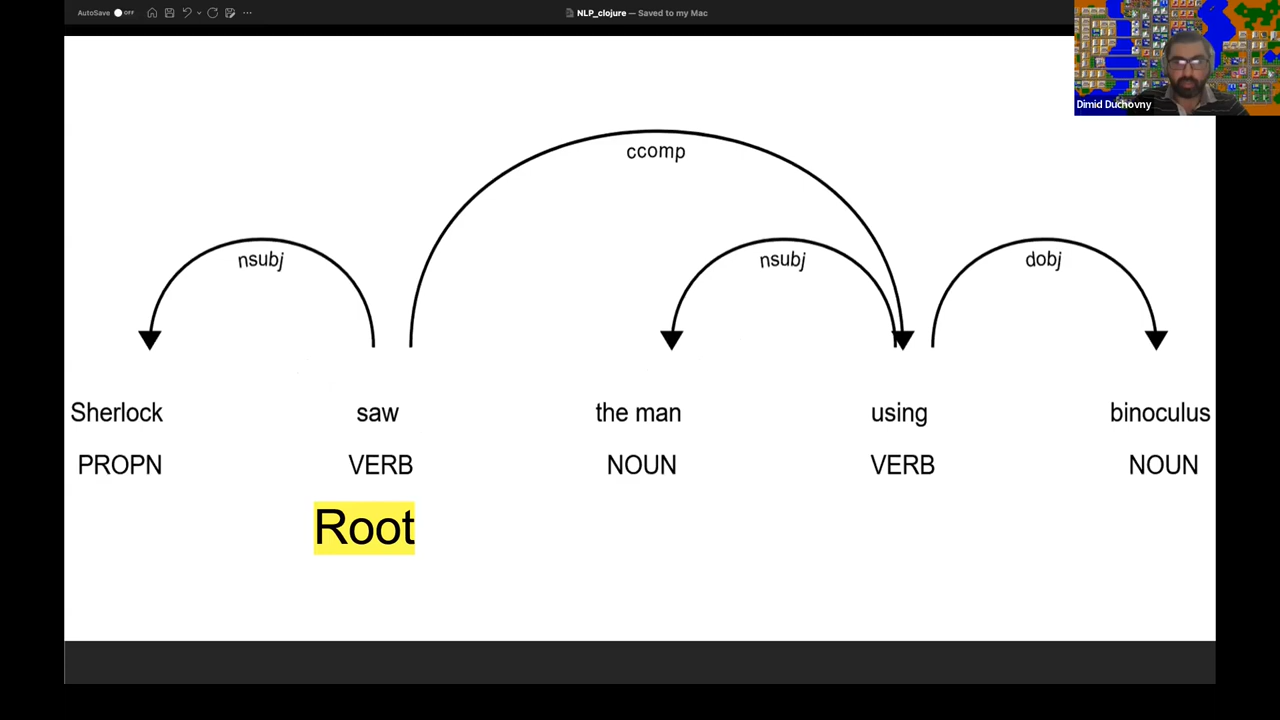 AutoSave OFF
NLP_clojure — Saved to my Mac
Dimid Duchovny
ccomp
nsubj nsubj dobj
Sherlock saw the man using binoculus
PROPN VERB NOUN VERB NOUN
Root